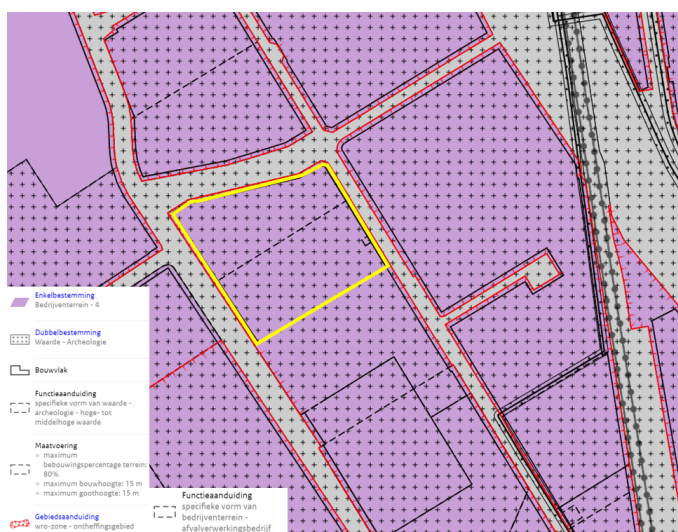 Enkelbestemming
Bedrijventerrein - 4
Dubbelbestemming
Waarde - Archeologie
Bouwvlak
Functieaanduiding
specifieke vorm van waarde -
archeologie - hoge- tot
middelhoge waarde
Maatvoering
maximum
bebouwingspercentage terrein:
80%
maximum bouwhoogte: 15 m
maximum goothoogte: 15 m
Gebiedsaanduiding
wro-zone - ontheffingsgebied
Functieaanduiding
specifieke vorm van
bedrijventerrein -
afvalverwerkingsbedrijf